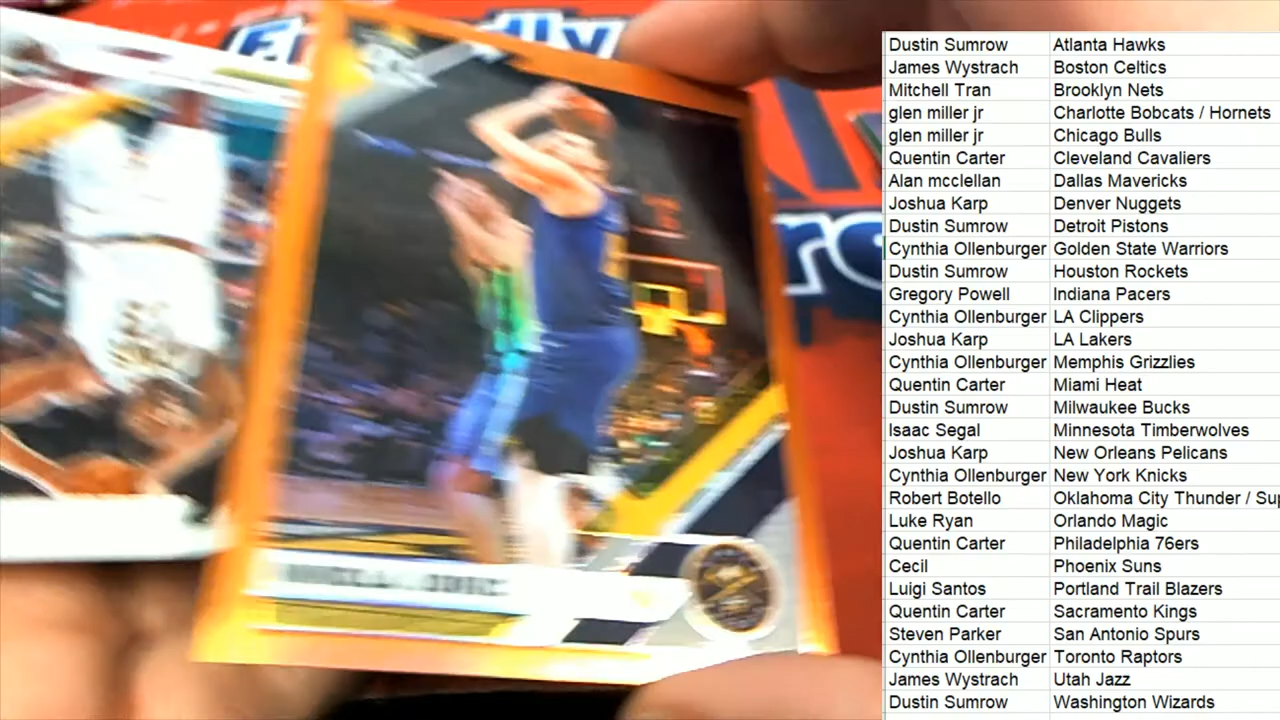 Dustin Sumrow Atlanta Hawks
James Wystrach Boston Celtics
Mitchell Tran Brooklyn Nets
glen miller jr Charlotte Bobcats / Hornets
glen miller jr Chicago Bulls
Quentin Carter Cleveland Cavaliers
Alan mcclellan Dallas Mavericks
Joshua Karp Denver Nuggets
Dustin Sumrow Detroit Pistons
Cynthia Ollenburger Golden State Warriors
Dustin Sumrow Houston Rockets
Gregory Powell Indiana Pacers
Cynthia Ollenburger LA Clippers
Joshua Karp LA Lakers
Cynthia Ollenburger Memphis Grizzlies
Quentin Carter Miami Heat
Dustin Sumrow Milwaukee Bucks
Isaac Segal Minnesota Timberwolves
Joshua Karp New Orleans Pelicans
Cynthia Ollenburger New York Knicks
Robert Botello Oklahoma City Thunder / Sup
Luke Ryan Orlando Magic
Quentin Carter Philadelphia 76ers
Cecil Phoenix Suns
Luigi Santos Portland Trail Blazers
Quentin Carter Sacramento Kings
Steven Parker San Antonio Spurs
Cynthia Ollenburger Toronto Raptors
James Wystrach Utah Jazz
Dustin Sumrow Washington Wizards